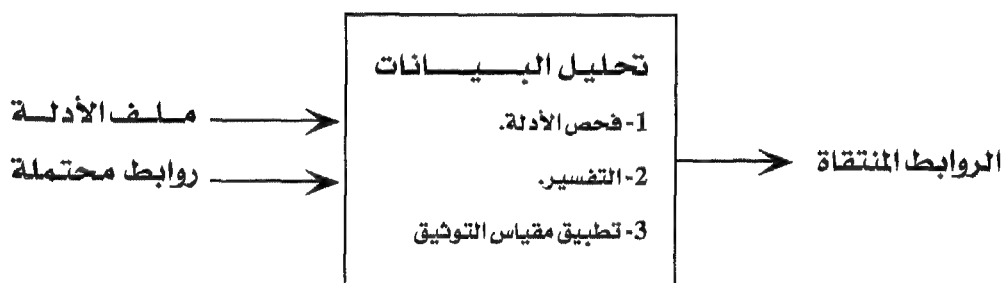 تحليل البيانات
ملف الأدلة
1- فحص الأدلة.
روابط محتملة
2- التفسير.
الروابط المنتقاة
3- تطبيق مقياس التوثيق